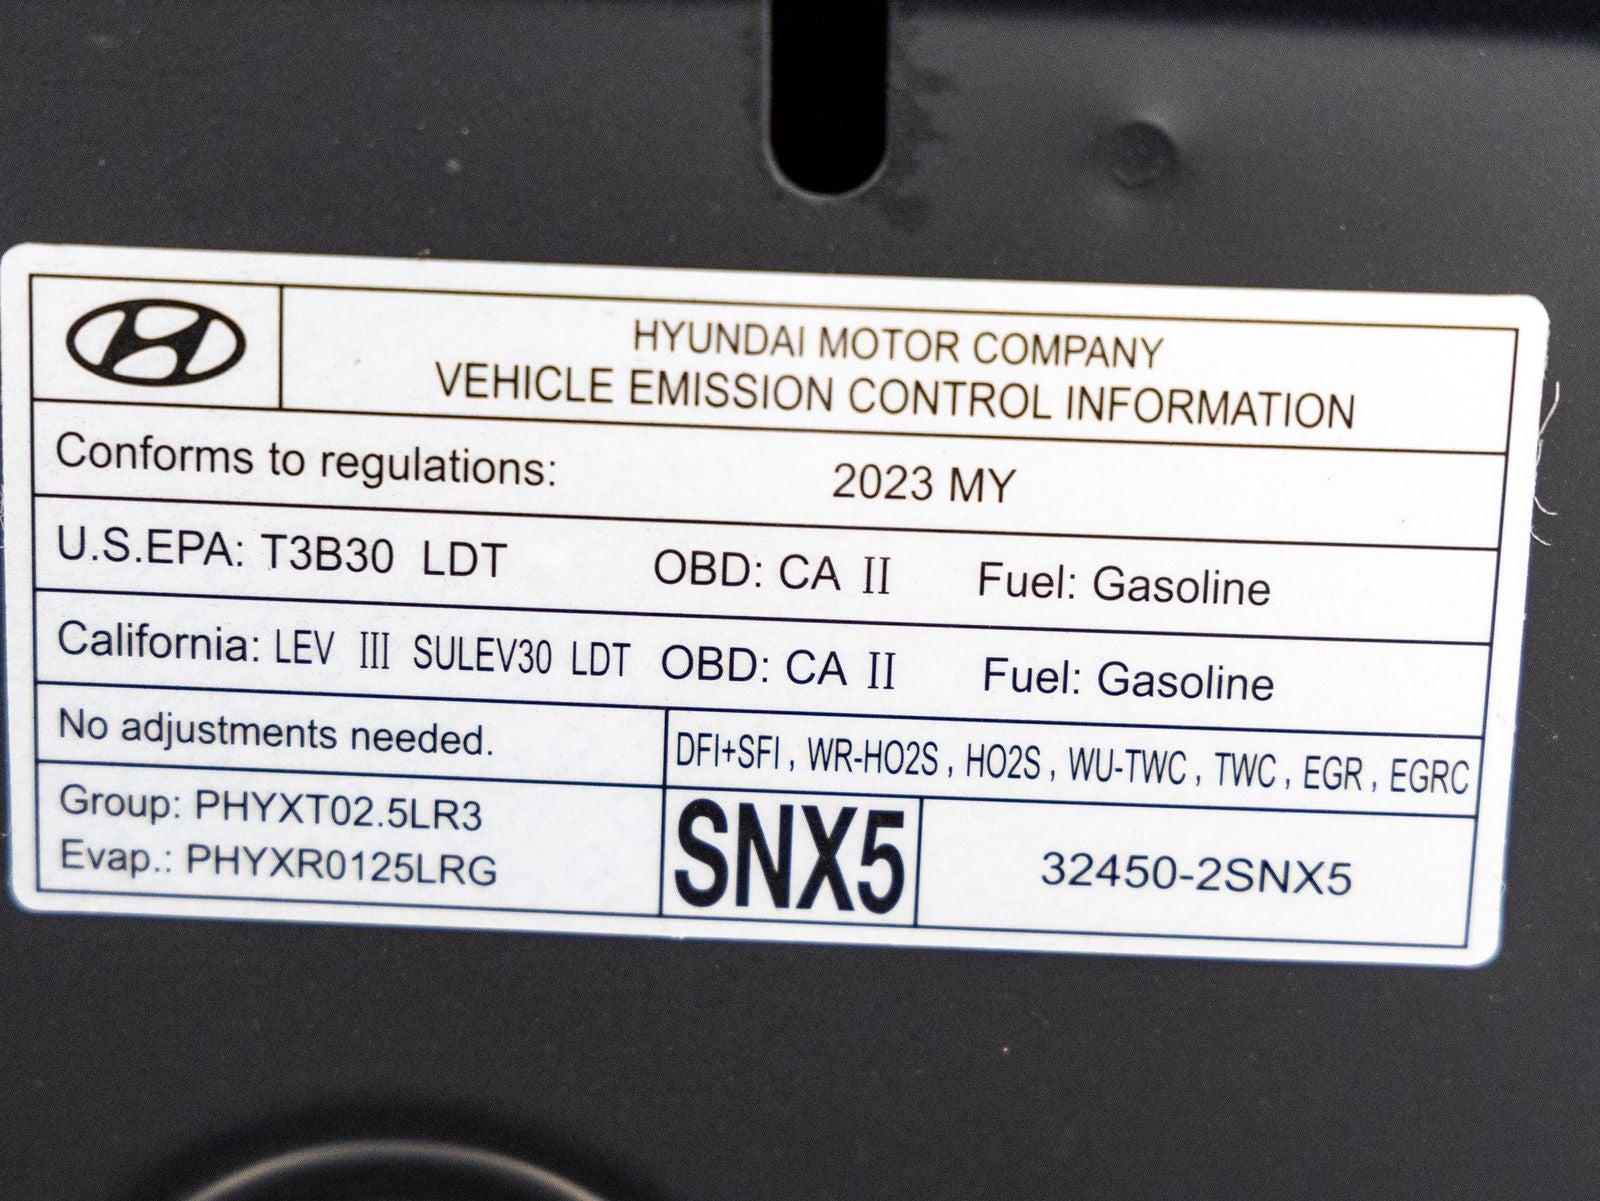 HYUNDAI MOTOR COMPANY
VEHICLE EMISSION CONTROL INFORMATION
Conforms to regulations: 2023 MY
U.S.EPA: T3B30 LDT OBD: CA II Fuel: Gasoline
California: LEV III SULEV30 LDT OBD: CA II Fuel: Gasoline
No adjustments needed.
DFI+SFI , WR-HO2S , HO2S , WU-TWC , TWC , EGR , EGRC
Group: PHYXT02.5LR3
Evap.: PHYXR0125LRG
SNX5
32450-2SNX5